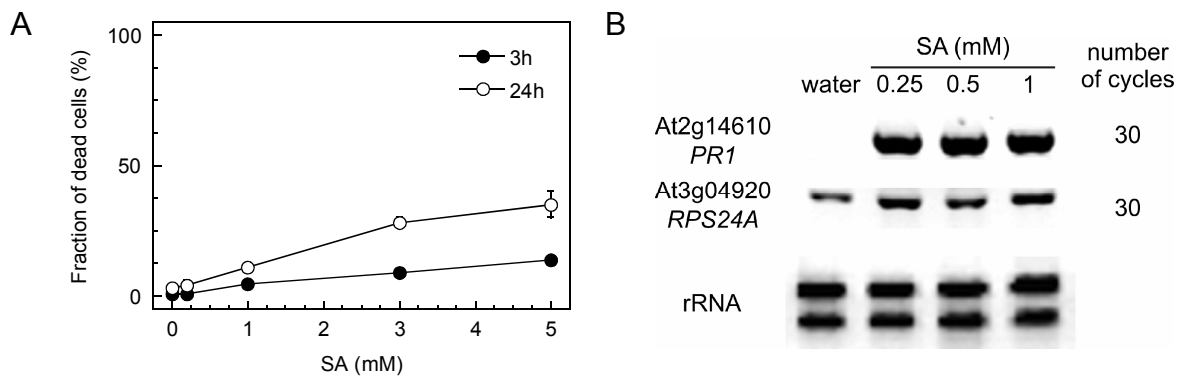 A
Fraction of dead cells (%)
100
50
0
3h
24h
0 1 2 3 4 5
SA (mM)
B
SA (mM)
number
of cycles
water 0.25 0.5 1
At2g14610
PR1
30
At3g04920
RPS24A
30
rRNA